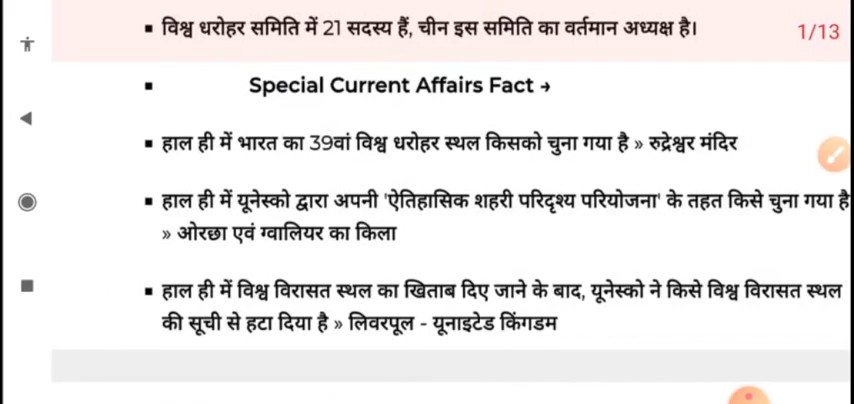 ▪ विश्व धरोहर समिति में 21 सदस्य हैं, चीन इस समिति का वर्तमान अध्यक्ष है।
1/13
▪ Special Current Affairs Fact →
▪ हाल ही में भारत का 39वां विश्व धरोहर स्थल किसको चुना गया है » रुद्रेश्वर मंदिर
▪ हाल ही में यूनेस्को द्वारा अपनी 'ऐतिहासिक शहरी परिदृश्य परियोजना' के तहत किसे चुना गया है
» ओरछा एवं ग्वालियर का किला
▪ हाल ही में विश्व विरासत स्थल का खिताब दिए जाने के बाद, यूनेस्को ने किसे विश्व विरासत स्थल
की सूची से हटा दिया है » लिवरपूल - यूनाइटेड किंगडम